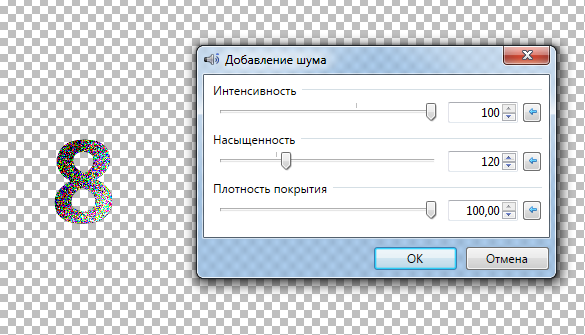 Добавление шума
Интенсивность
100
Насыщенность
120
Плотность покрытия
100,00
OK
Отмена
8